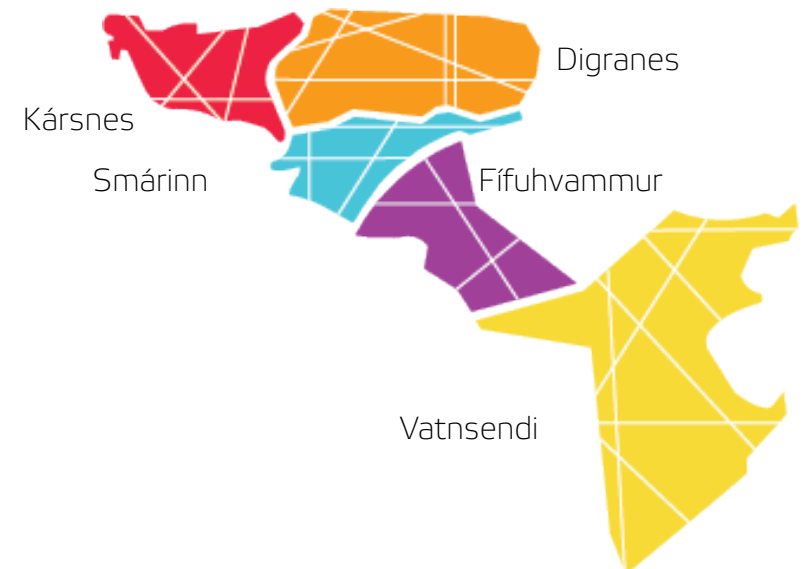 Digranes
Kársnes
Smárinn
Fífuhvammur
Vatnsendi